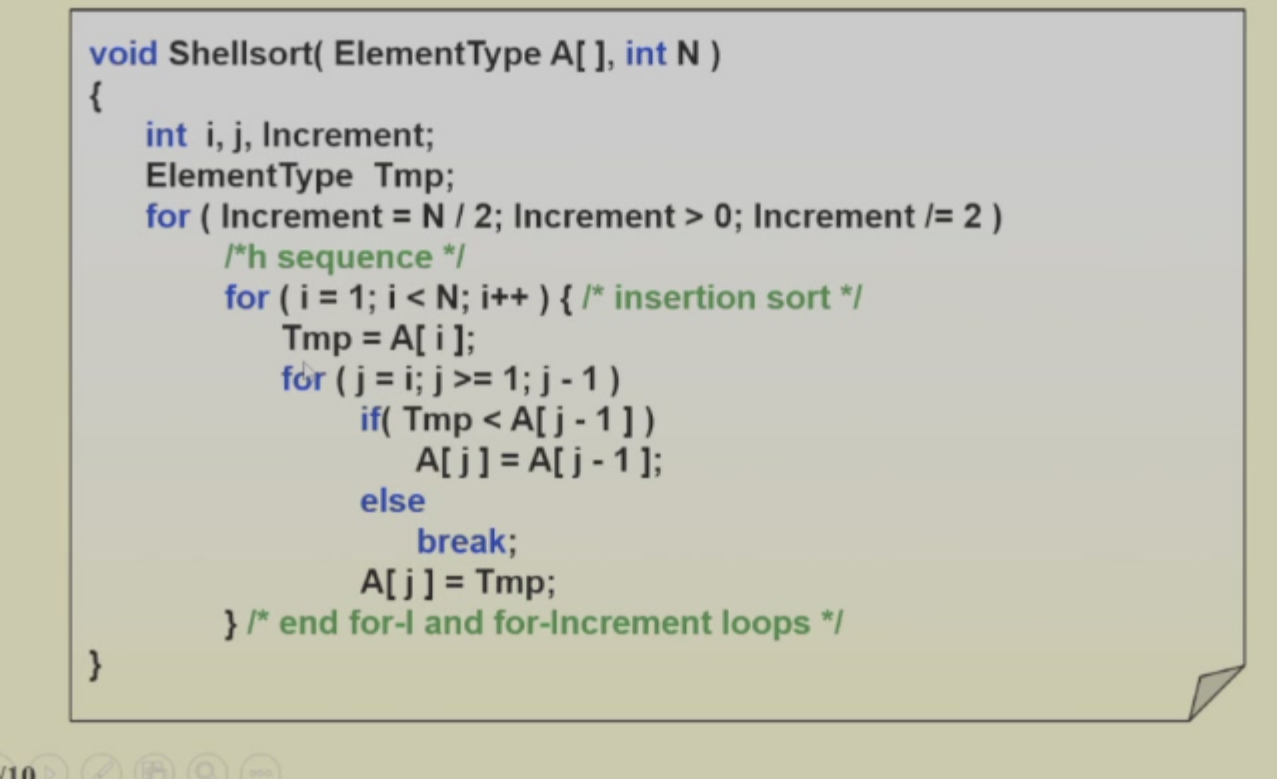 void Shellsort( ElementType A[ ], int N )
{
int i, j, Increment;
ElementType Tmp;
for ( Increment = N / 2; Increment > 0; Increment /= 2 )
/*h sequence */
for ( i = 1; i < N; i++ ) { /* insertion sort */
Tmp = A[ i ];
for ( j = i; j >= 1; j - 1 )
if( Tmp < A[ j - 1 ] )
A[ j ] = A[ j - 1 ];
else
break;
A[ j ] = Tmp;
} /* end for-I and for-Increment loops */
}
/10